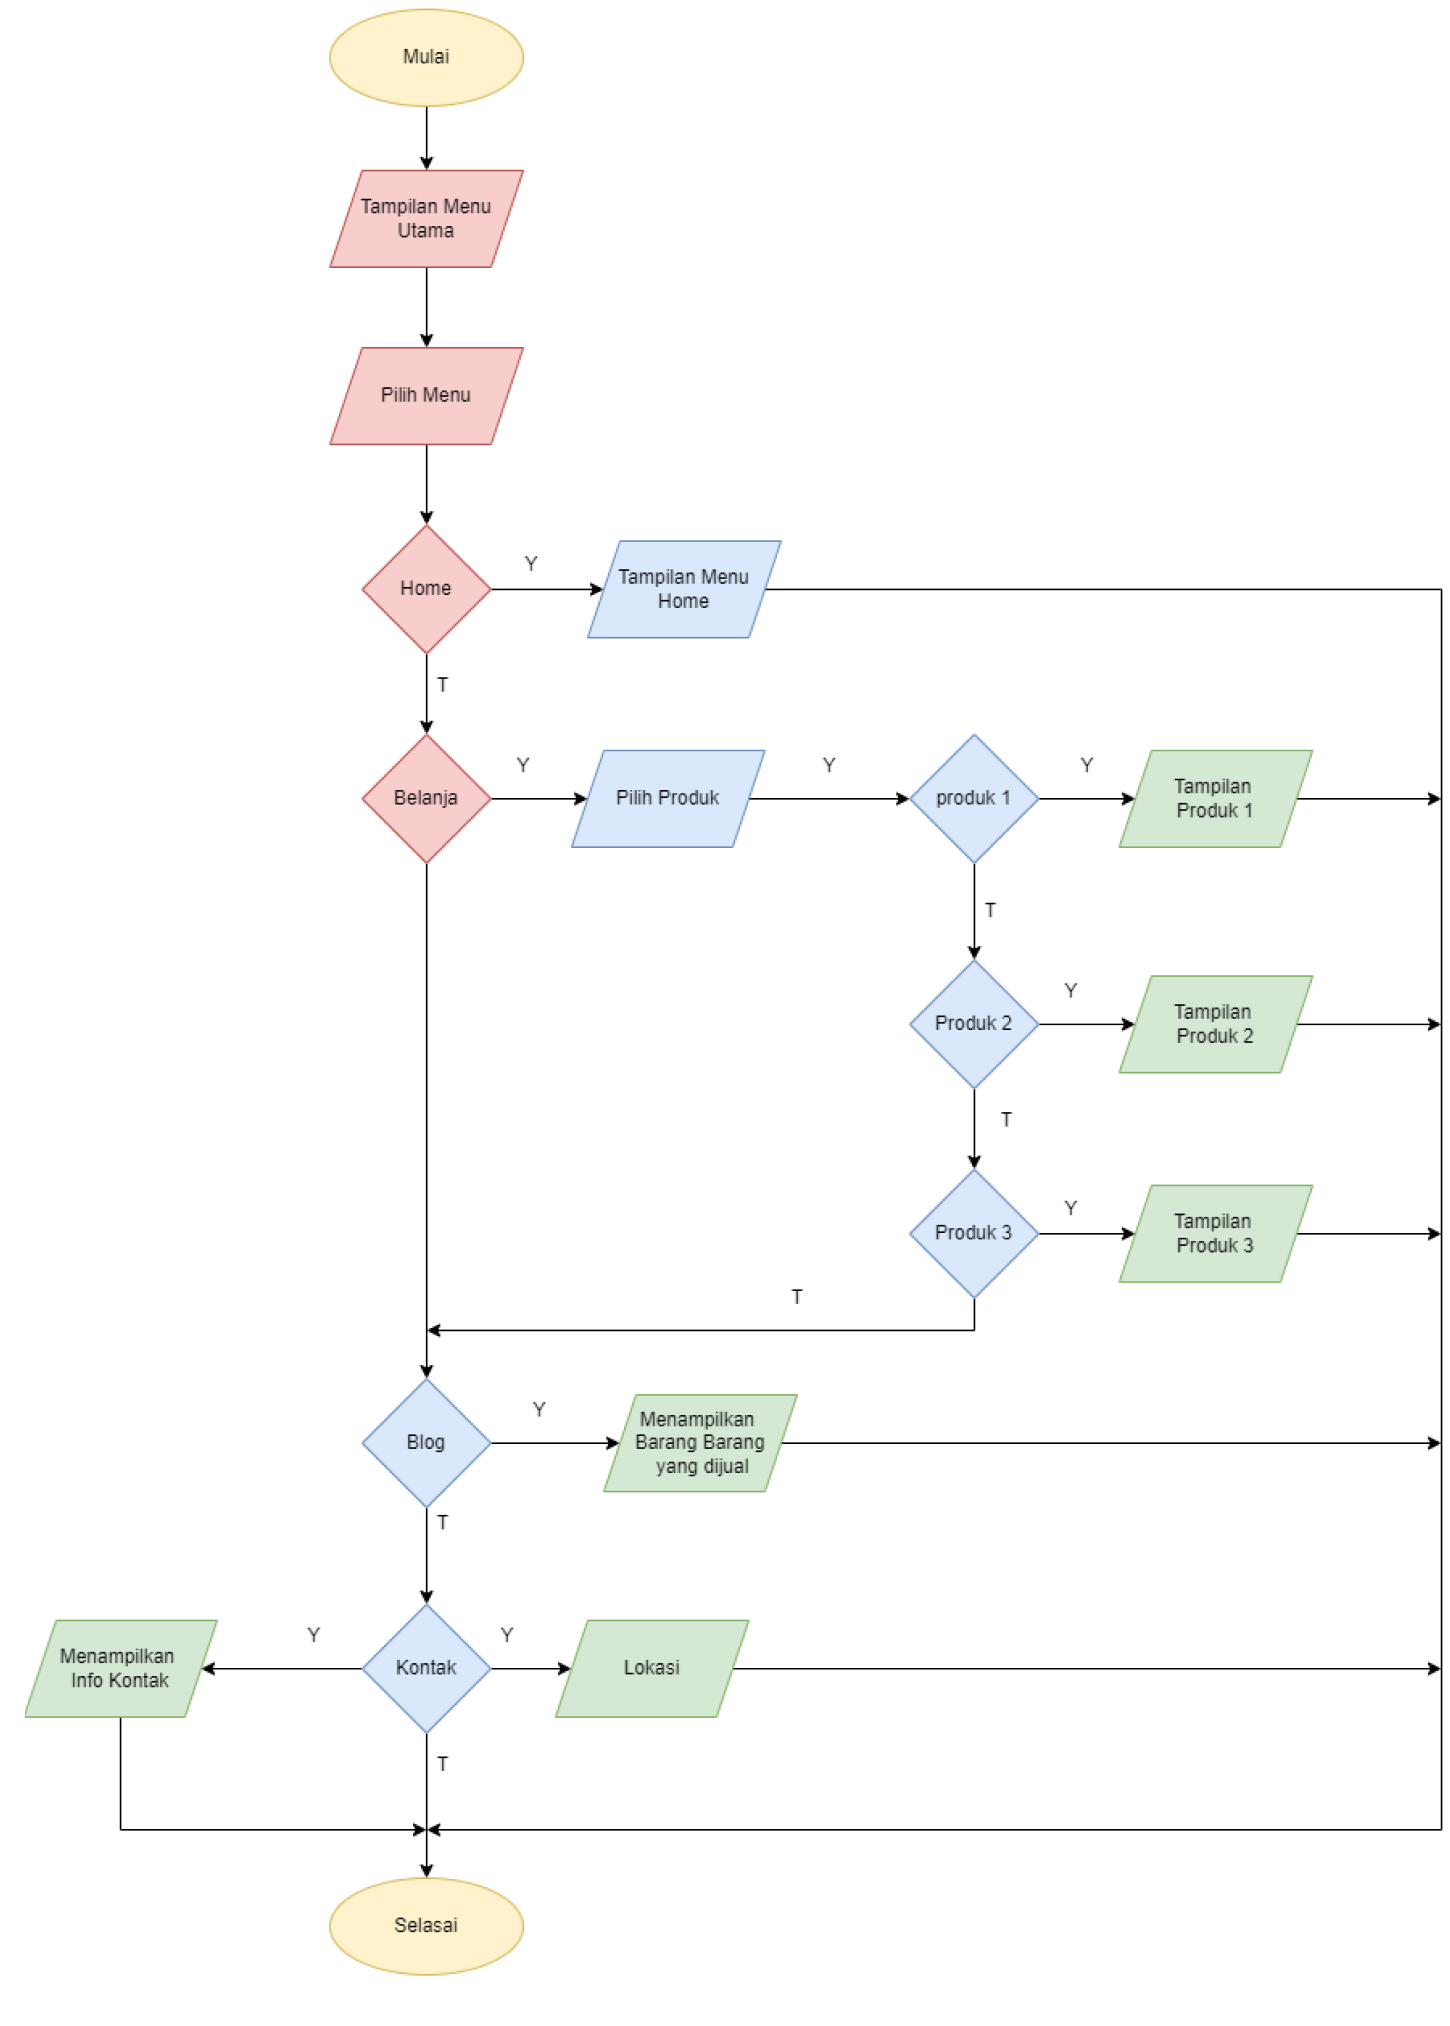 Mulai
Tampilan Menu
Utama
Pilih Menu
Home
Y
Tampilan Menu
Home
T
Belanja
Y
Pilih Produk
Y
produk 1
Y
Tampilan
Produk 1
T
Produk 2
Y
Tampilan
Produk 2
T
Produk 3
Y
Tampilan
Produk 3
T
Blog
Y
Menampilkan
Barang Barang
yang dijual
T
Menampilkan
Info Kontak
Y
Kontak
Y
Lokasi
T
Selasai